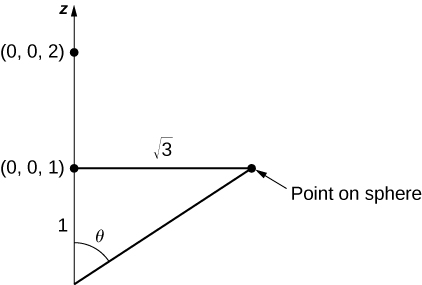 z
(0, 0, 2)
√3
(0, 0, 1)
Point on sphere
1
θ